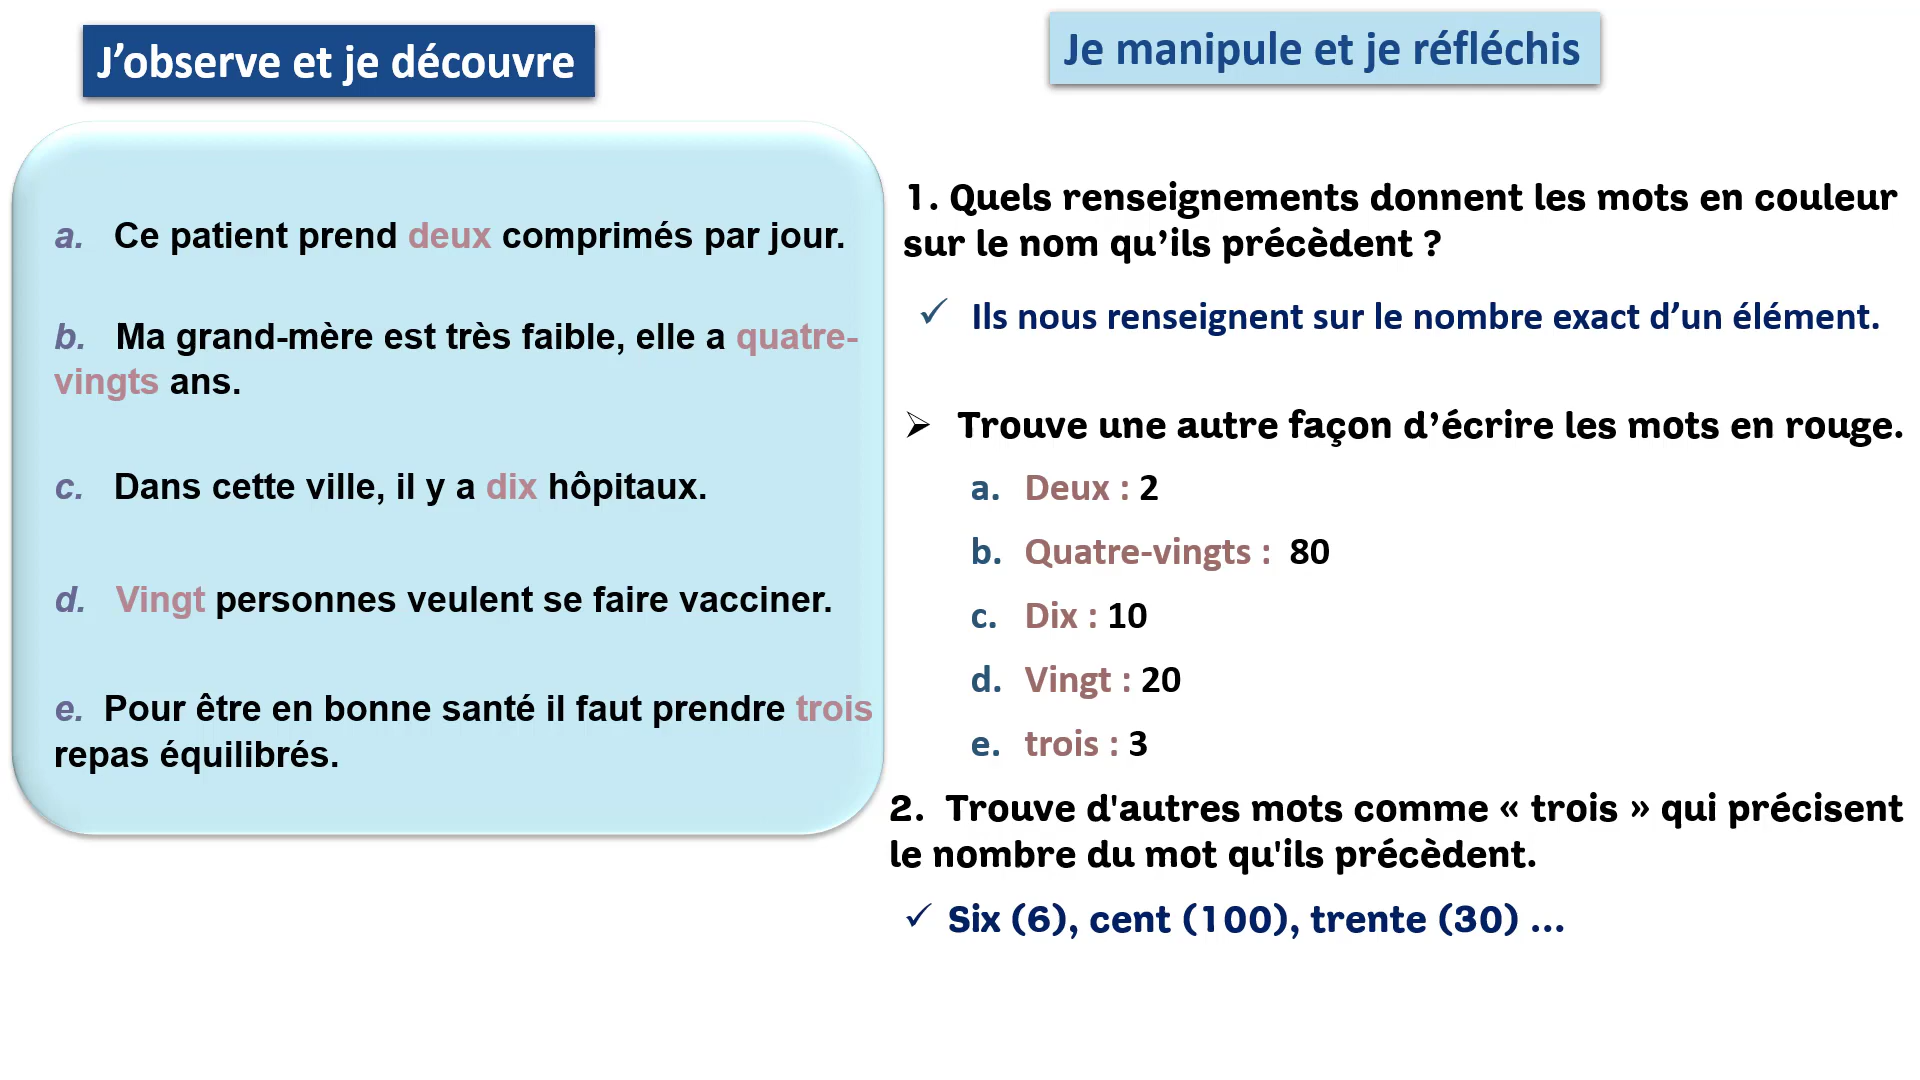 J’observe et je découvre
a. Ce patient prend deux comprimés par jour.
b. Ma grand-mère est très faible, elle a quatre-
vingts ans.
c. Dans cette ville, il y a dix hôpitaux.
d. Vingt personnes veulent se faire vacciner.
e. Pour être en bonne santé il faut prendre trois
repas équilibrés.
Je manipule et je réfléchis
1. Quels renseignements donnent les mots en couleur
sur le nom qu’ils précèdent ?
✓ Ils nous renseignent sur le nombre exact d’un élément.
➢ Trouve une autre façon d’écrire les mots en rouge.
a. Deux : 2
b. Quatre-vingts : 80
c. Dix : 10
d. Vingt : 20
e. trois : 3
2. Trouve d'autres mots comme « trois » qui précisent
le nombre du mot qu'ils précèdent.
✓ Six (6), cent (100), trente (30) ...